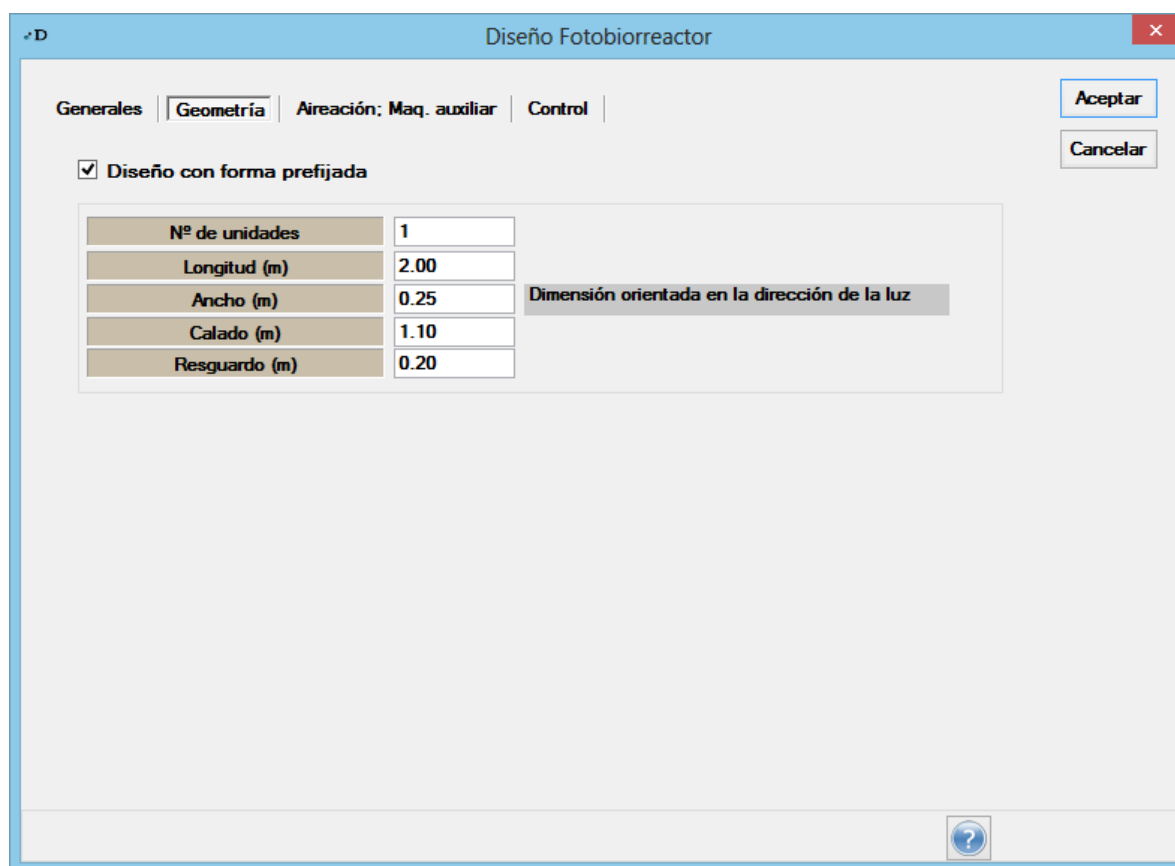 D
Diseño Fotobiorreactor
Generales Geometría Aireación; Maq. auxiliar Control
Aceptar
Cancelar
Diseño con forma prefijada
Nº de unidades 1
Longitud (m) 2.00
Ancho (m) 0.25 Dimensión orientada en la dirección de la luz
Calado (m) 1.10
Resguardo (m) 0.20
?